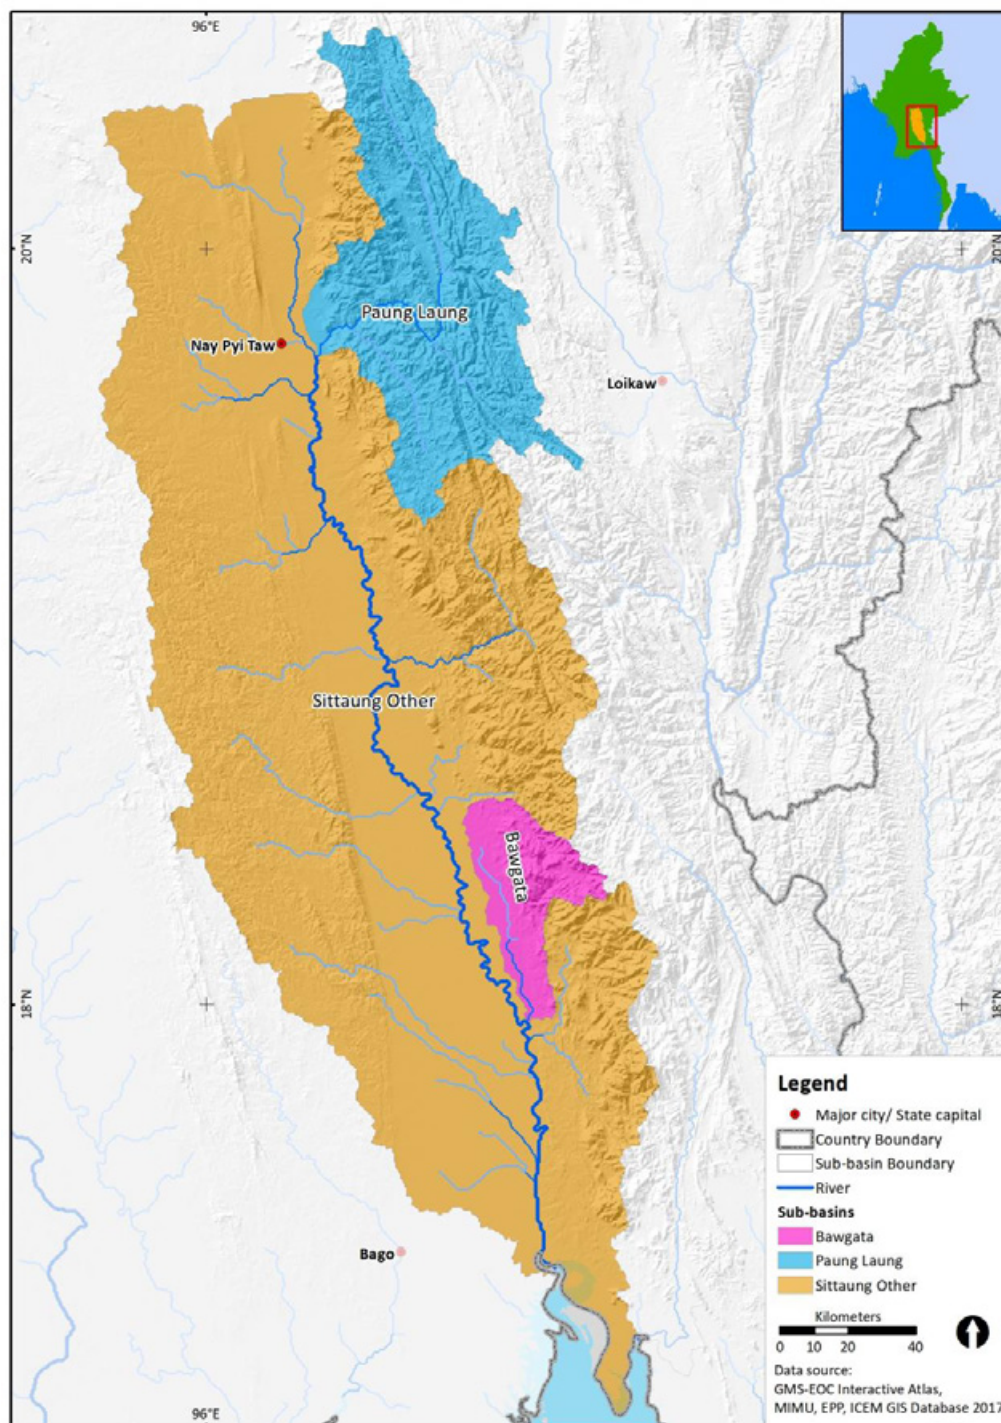 96°E
20°N
20°N
Paung Laung
Nay Pyi Taw
Loikaw
Sittaung Other
Bawgata
18°N
18°N
Legend
Major city/ State capital
Country Boundary
Sub-basin Boundary
River
Sub-basins
Bawgata
Paung Laung
Sittaung Other
Bago
Kilometers
0 10 20 40
Data source:
GMS-EOC Interactive Atlas,
MIMU, EPP, ICEM GIS Database 2017
96°E